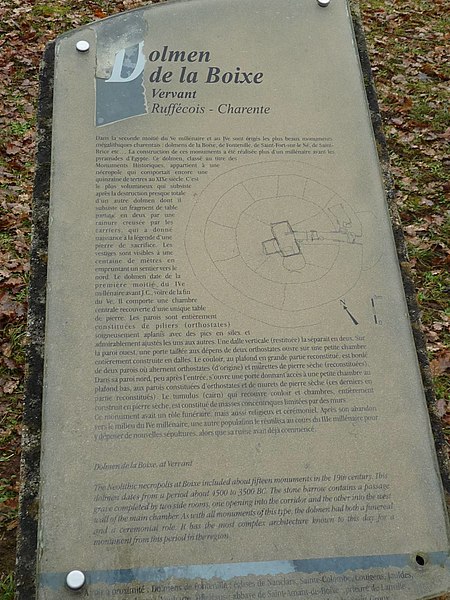 Dolmen
de la Boixe
Vervant
Ruffécois - Charente
Dans la seconde moitié du Ve millénaire et au IVe sont érigés les plus beaux monuments
mégalithiques charentais : dolmens de la Boixe, de Fontenille, de Saint-Fort-sur-le Né, de Saint-
Brice etc... La construction de ces monuments a été réalisée plus d'un millénaire avant les
pyramides d'Egypte. Ce dolmen, classé au titre des
Monuments Historiques, appartient à une
nécropole qui comportait encore une
quinzaine de tertres au XIXe siècle. C'est
le plus volumineux qui subsiste
après la destruction presque totale
d'un autre dolmen dont il
subsiste un fragment de table
portant en deux par une
rainure creusée par les
carriers, qui a donné
naissance à la légende d'une
pierre de sacrifice. Les
vestiges sont visibles à une
centaine de mètres en
empruntant un sentier vers le
nord. Le dolmen date de la
première moitié du IVe
millénaire avant J.C., voire de la fin
du Ve. Il comporte une chambre
centrale recouverte d'une unique table
de pierre. Les parois sont entièrement
constituées de piliers (orthostates)
soigneusement aplanis avec des pics en silex et
admirablement ajustés les uns aux autres. Une dalle verticale (restituée) la séparait en deux. Sur
la paroi ouest, une porte taillée aux dépens de deux orthostates ouvre sur une petite chambre
entièrement construite en dalles. Le couloir, au plafond en grande partie reconstitué, est bordé
de deux parois où alternent orthostates (d'origine) et murettes de pierre sèche (reconstituées).
Dans sa paroi nord, peu après l'entrée, s'ouvre une porte donnant accès à une petite chambre au
plafond bas, aux parois constituées d'orthostates et de murets de pierre sèche (ces derniers en
partie reconstitués). Le tumulus (cairn) qui recouvre couloir et chambres, entièrement
construit en pierre sèche, est constitué de masses concentriques limitées par des murs.
Ce monument avait un rôle funéraire, mais aussi religieux et cérémoniel. Après son abandon
vers le milieu du IVe millénaire, une autre population le réutilisa au cours du IIIe millénaire pour
y déposer de nouvelles sépultures, alors que sa ruine avait déjà commencé.
Dolmen de la Boixe, at Vervant
The Neolithic necropolis at Boixe included about fifteen monuments in the 19th century. This
dolmen dates from a period about 4500 to 3500 BC. The stone barrow contains a passage
grave completed by two side rooms, one opening into the corridor and the other into the west
wall of the main chamber. As with all monuments of this type, the dolmen had both a funereal
and a ceremonial role. It has the most complex architecture known to this day for a
monument from this period in the region.